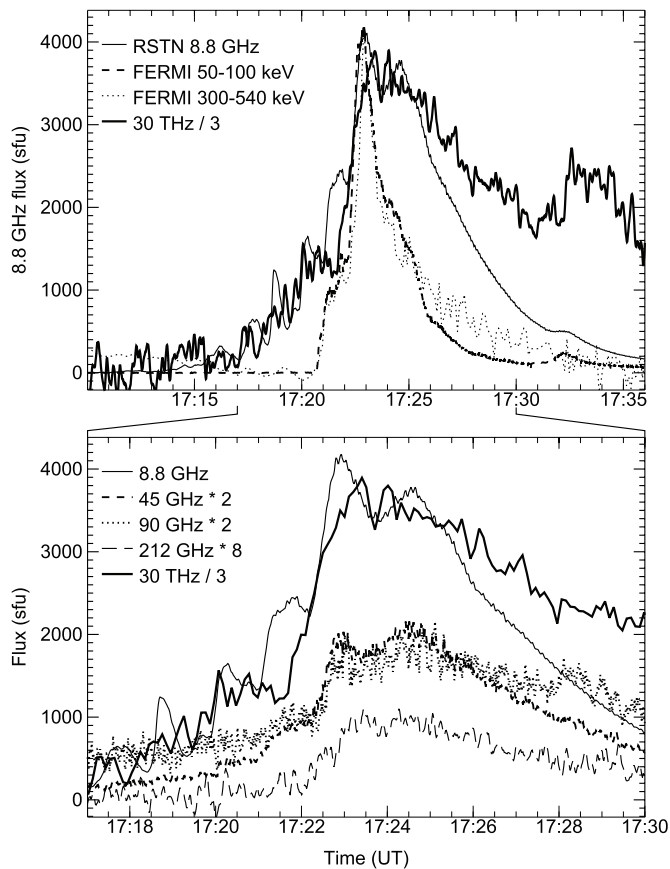 4000
3000
2000
1000
0
8.8 GHz flux (sfu)
RSTN 8.8 GHz
FERMI 50-100 keV
FERMI 300-540 keV
30 THz / 3
17:15 17:20 17:25 17:30 17:35
4000
3000
2000
1000
0
Flux (sfu)
8.8 GHz
45 GHz * 2
90 GHz * 2
212 GHz * 8
30 THz / 3
17:18 17:20 17:22 17:24 17:26 17:28 17:30
Time (UT)